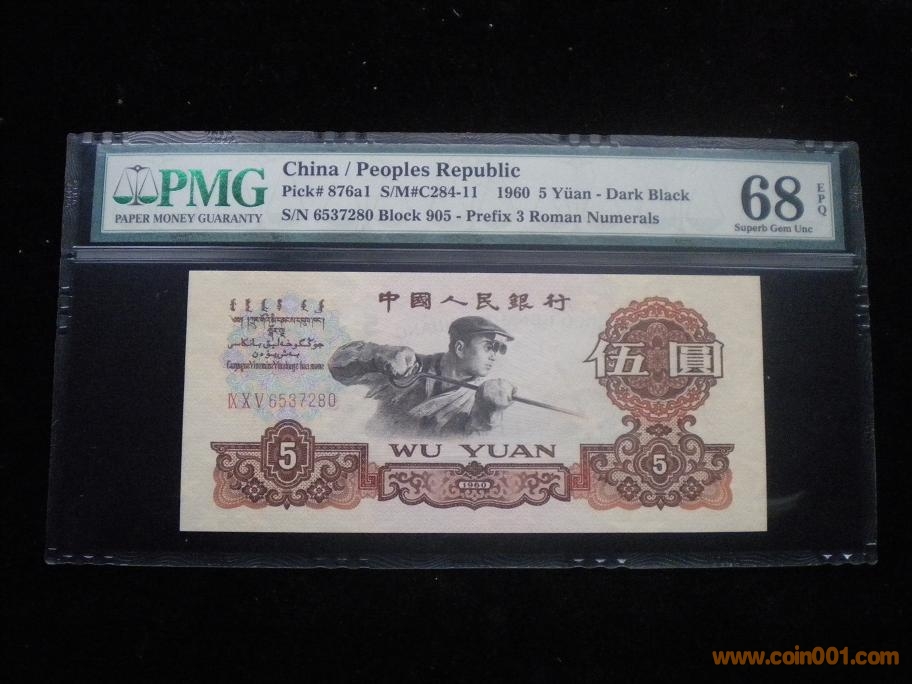 PMG
PAPER MONEY GUARANTY
China / Peoples Republic
Pick# 876a1 S/M#C284-11 1960 5 Yüan - Dark Black
S/N 6537280 Block 905 - Prefix 3 Roman Numerals
68
EPQ
Superb Gem Unc
中國人民銀行
IX X V 6537280
伍圓
WU YUAN
5
1960
5
www.coin001.com